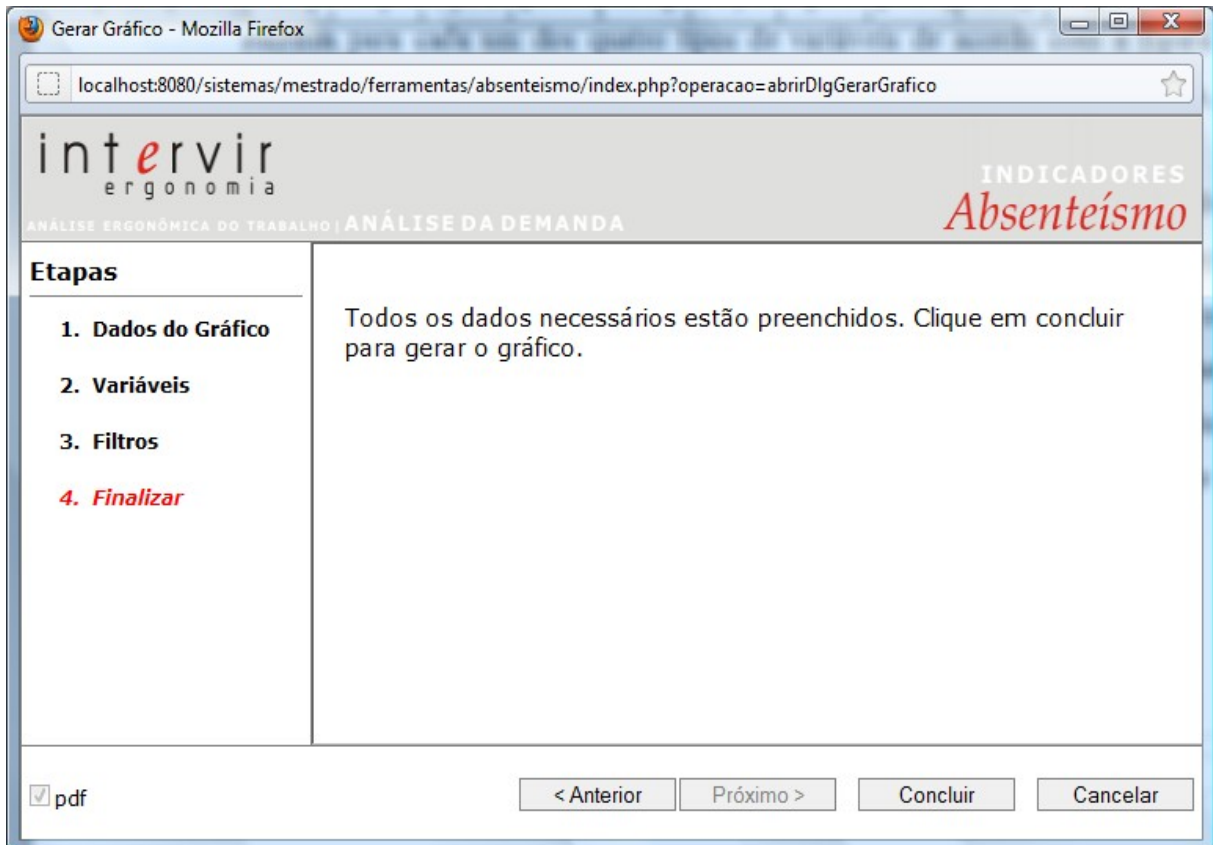 Gerar Gráfico - Mozilla Firefox
localhost:8080/sistemas/mestrado/ferramentas/absenteismo/index.php?operacao=abrirDlgGerarGrafico
intervir
ergonomia
ANÁLISE ERGONÔMICA DO TRABALHO | ANÁLISE DA DEMANDA
INDICADORES
Absenteísmo
Etapas
1. Dados do Gráfico
2. Variáveis
3. Filtros
4. Finalizar
Todos os dados necessários estão preenchidos. Clique em concluir
para gerar o gráfico.
pdf
< Anterior
Próximo >
Concluir
Cancelar